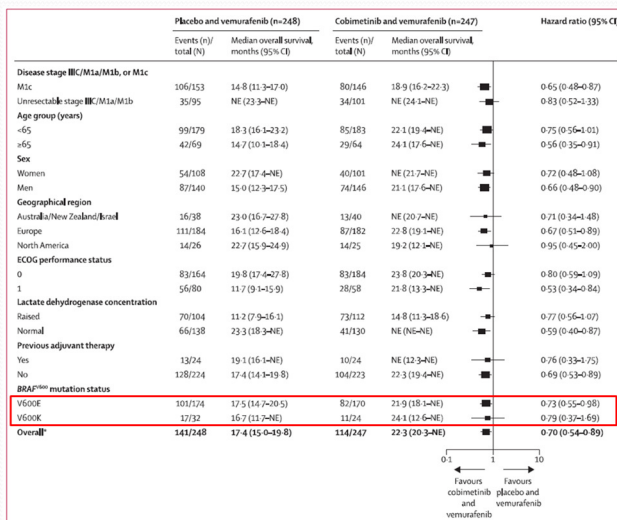 Placebo and vemurafenib (n=248) Cobimetinib and vemurafenib (n=247) Hazard ratio (95% CI)
Events (n)/ total (N) Median overall survival, months (95% CI) Events (n)/ total (N) Median overall survival, months (95% CI)
Disease stage IIIC/M1a/M1b, or M1c
M1c 106/153 14·8 (11·3–17·0) 80/146 18·9 (16·2–22·3) 0·65 (0·48–0·87)
Unresectable stage IIIC/M1a/M1b 35/95 NE (23·3–NE) 34/101 NE (24·1–NE) 0·83 (0·52–1·33)
Age group (years)
<65 99/179 18·3 (16·1–23·2) 85/183 22·1 (19·4–NE) 0·75 (0·56–1·01)
≥65 42/69 14·7 (10·1–18·4) 29/64 24·1 (17·6–NE) 0·56 (0·35–0·91)
Sex
Women 54/108 22·7 (17·4–NE) 40/101 NE (21·7–NE) 0·72 (0·48–1·08)
Men 87/140 15·0 (12·3–17·5) 74/146 21·1 (17·6–NE) 0·66 (0·48–0·90)
Geographical region
Australia/New Zealand/Israel 16/38 23·0 (16·7–27·8) 13/40 NE (20·7–NE) 0·71 (0·34–1·48)
Europe 111/184 16·1 (12·6–18·4) 87/182 22·8 (19·1–NE) 0·67 (0·51–0·89)
North America 14/26 22·7 (15·9–24·9) 14/25 19·2 (12·1–NE) 0·95 (0·45–2·00)
ECOG performance status
0 83/164 19·8 (17·4–27·8) 83/184 23·8 (20·3–NE) 0·80 (0·59–1·09)
1 56/80 11·7 (9·1–15·9) 28/58 21·8 (13·3–NE) 0·53 (0·34–0·84)
Lactate dehydrogenase concentration
Raised 70/104 11·2 (7·9–16·1) 73/112 14·8 (11·3–18·6) 0·77 (0·56–1·07)
Normal 66/138 23·3 (18·3–NE) 41/130 NE (NE–NE) 0·59 (0·40–0·87)
Previous adjuvant therapy
Yes 13/24 19·1 (16·1–NE) 10/24 NE (12·3–NE) 0·76 (0·33–1·75)
No 128/224 17·4 (14·1–19·8) 104/223 22·3 (19·4–NE) 0·69 (0·53–0·89)
BRAFV600 mutation status
V600E 101/174 17·5 (14·7–20·5) 82/170 21·9 (18·1–NE) 0·73 (0·55–0·98)
V600K 17/32 16·7 (11·7–NE) 11/24 24·1 (12·6–NE) 0·79 (0·37–1·69)
Overall* 141/248 17·4 (15·0–19·8) 114/247 22·3 (20·3–NE) 0·70 (0·54–0·89)
0·1 1 10
Favours cobimetinib and vemurafenib
Favours placebo and vemurafenib